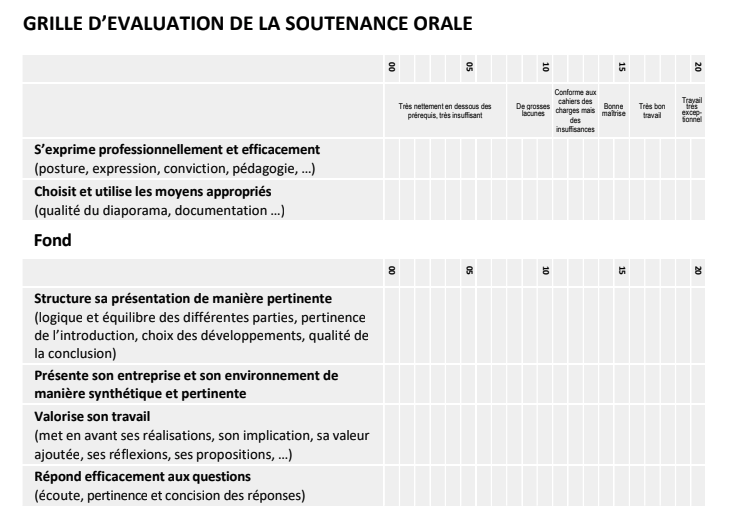 GRILLE D'EVALUATION DE LA SOUTENANCE ORALE
00 05 10 15 20
Très nettement en dessous des
prérequis, très insuffisant
De grosses
lacunes
Conforme aux
cahiers des
charges mais
des
insuffisances
Bonne
maîtrise
Très bon
travail
Travail
très
excep-
tionnel
S'exprime professionnellement et efficacement
(posture, expression, conviction, pédagogie, …)
Choisit et utilise les moyens appropriés
(qualité du diaporama, documentation …)
Fond
00 05 10 15 20
Structure sa présentation de manière pertinente
(logique et équilibre des différentes parties, pertinence
de l'introduction, choix des développements, qualité de
la conclusion)
Présente son entreprise et son environnement de
manière synthétique et pertinente
Valorise son travail
(met en avant ses réalisations, son implication, sa valeur
ajoutée, ses réflexions, ses propositions, …)
Répond efficacement aux questions
(écoute, pertinence et concision des réponses)